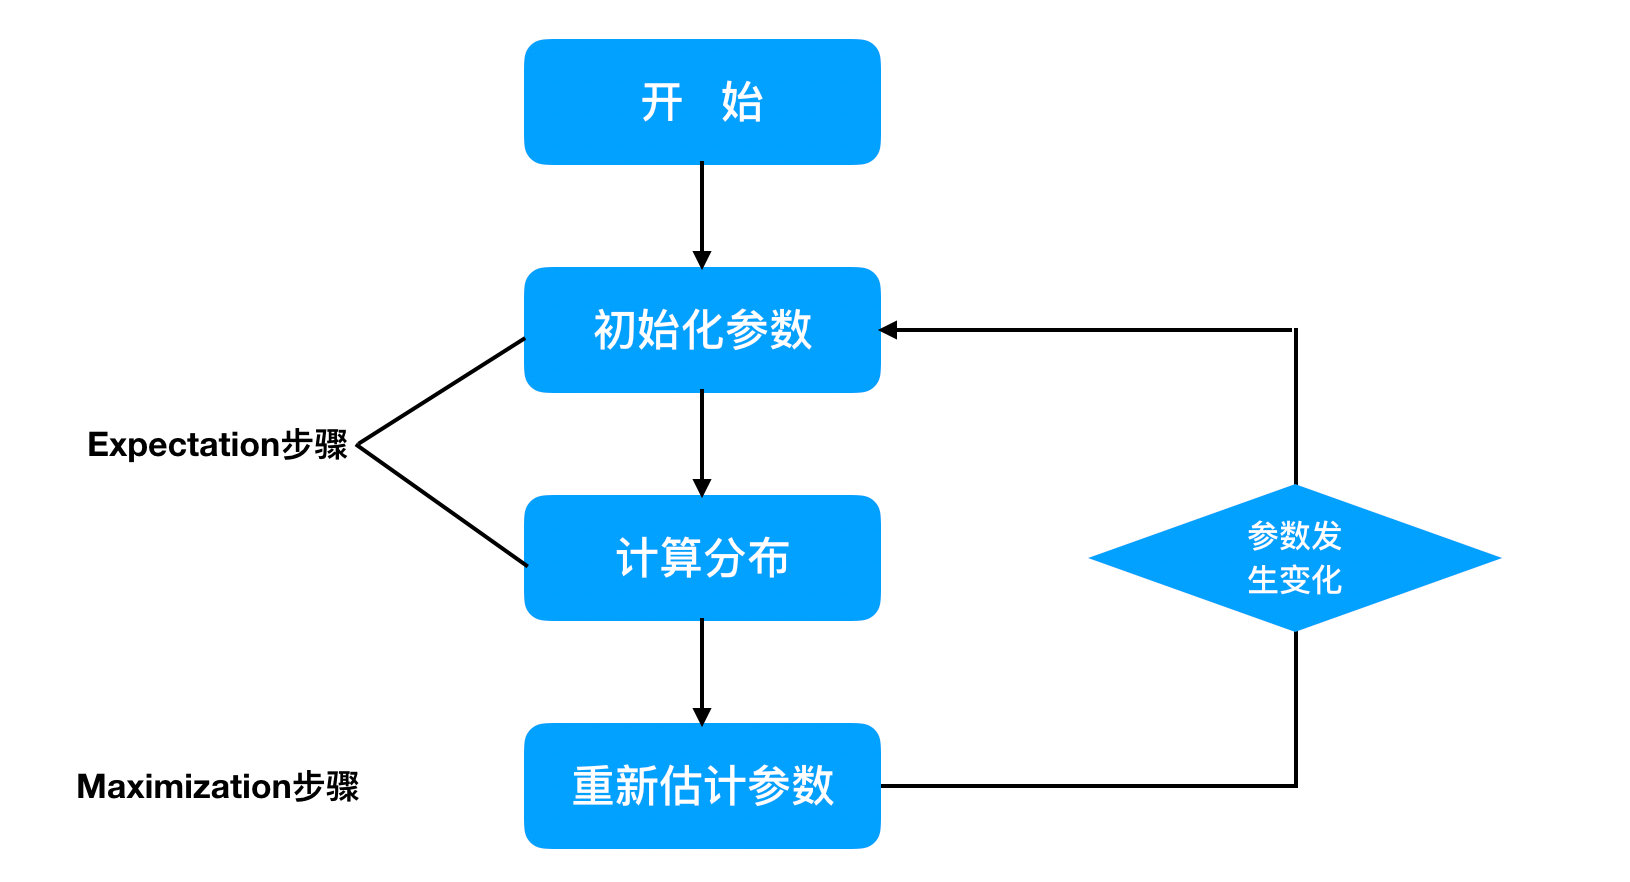 开 始
初始化参数
Expectation步骤
计算分布
参数发
生变化
Maximization步骤
重新估计参数